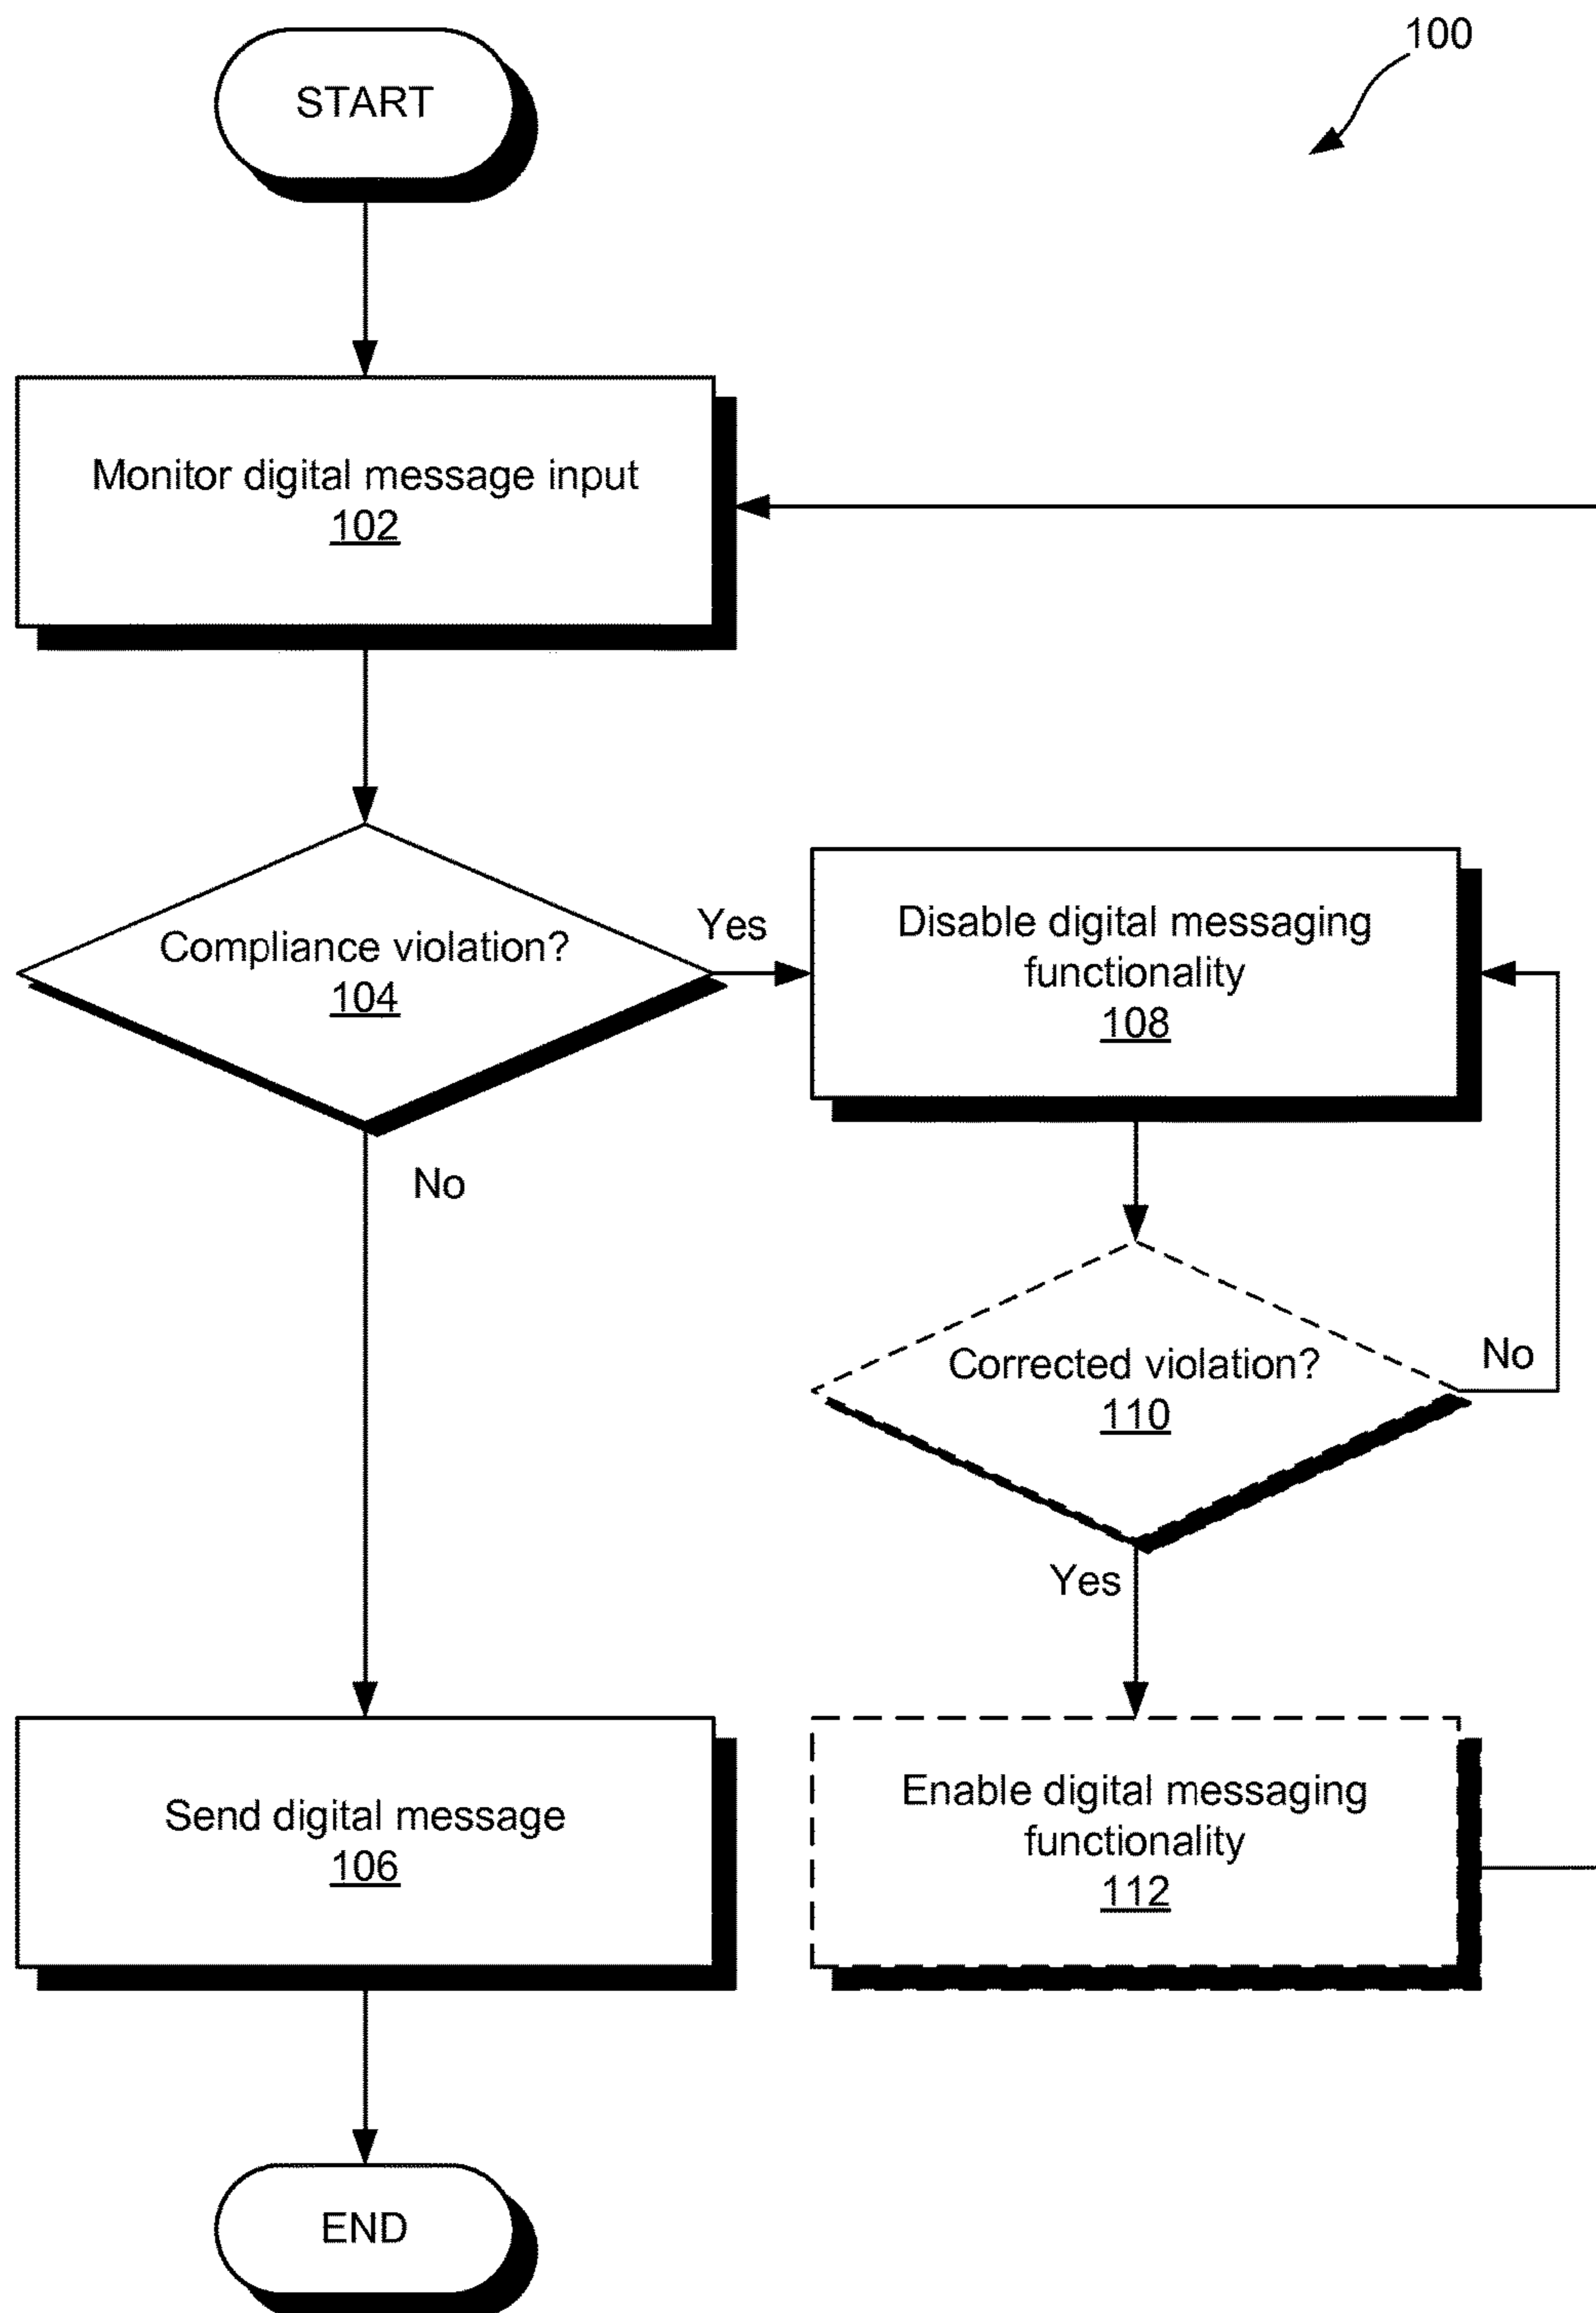 START
100
Monitor digital message input
102
Compliance violation?
104
Yes
Disable digital messaging
functionality
108
No
Corrected violation?
110
No
Yes
Send digital message
106
Enable digital messaging
functionality
112
END